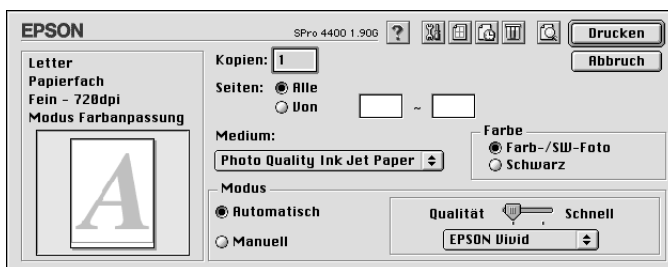 EPSON
SPro 4400 1.90G
?
Drucken
Letter
Papierfach
Fein - 720dpi
Modus Farbanpassung
A
Kopien: 1
Abbruch
Seiten: Alle
Von ~
Medium:
Photo Quality Ink Jet Paper
Farbe
Farb-/SW-Foto
Schwarz
Modus
Automatisch
Manuell
Qualität Schnell
EPSON Vivid